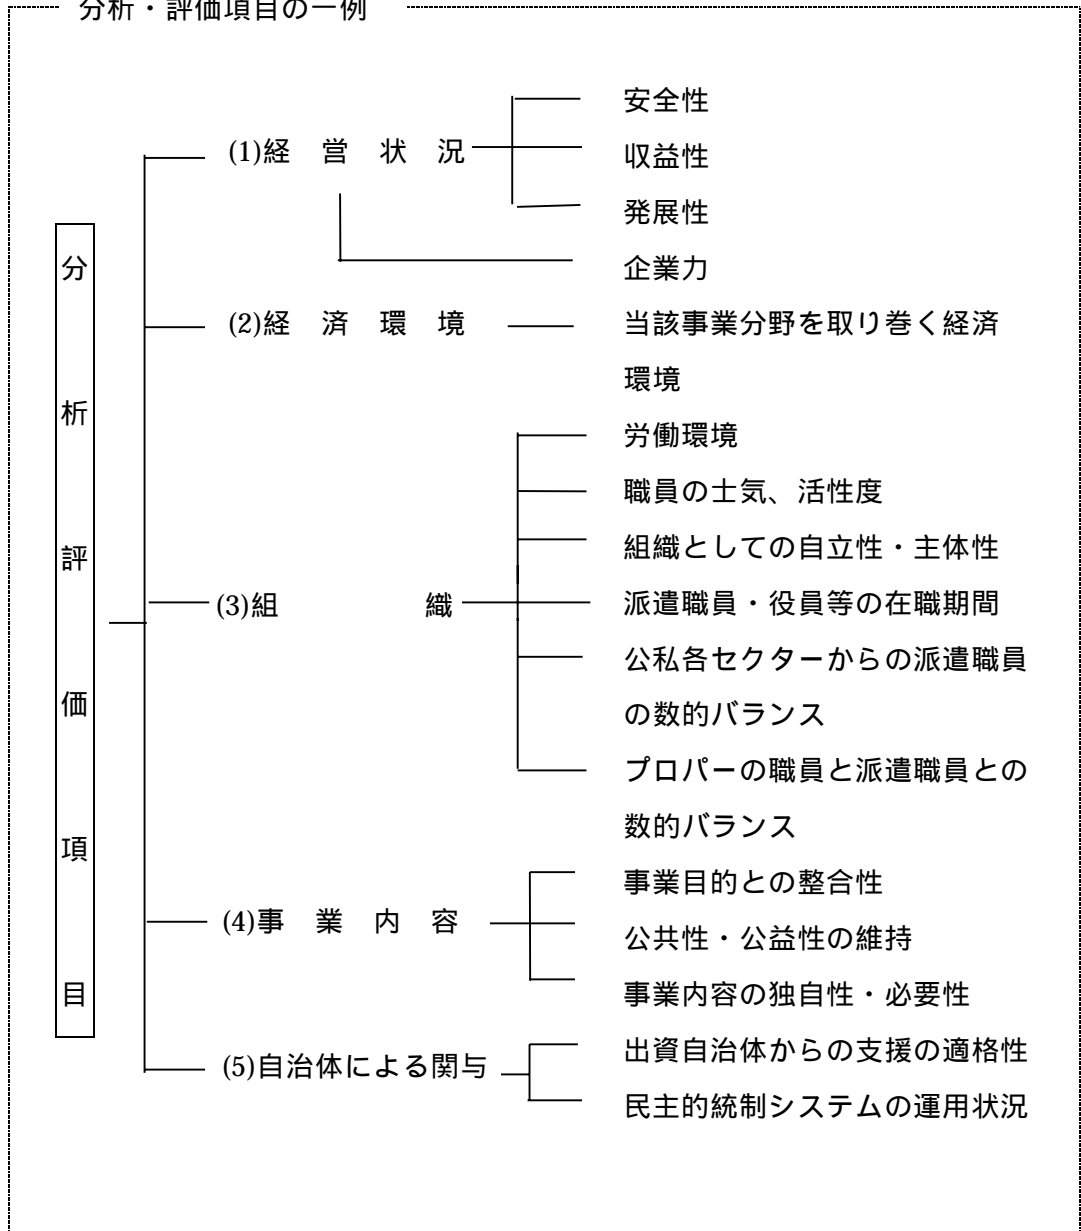 分析・評価項目の一例
分析評価項目
(1)経営状況
安全性
収益性
発展性
企業力
(2)経済環境
当該事業分野を取り巻く経済
環境
(3)組織
労働環境
職員の士気、活性度
組織としての自立性・主体性
派遣職員・役員等の在職期間
公私各セクターからの派遣職員
の数的バランス
プロパーの職員と派遣職員との
数的バランス
(4)事業内容
事業目的との整合性
公共性・公益性の維持
事業内容の独自性・必要性
(5)自治体による関与
出資自治体からの支援の適格性
民主的統制システムの運用状況